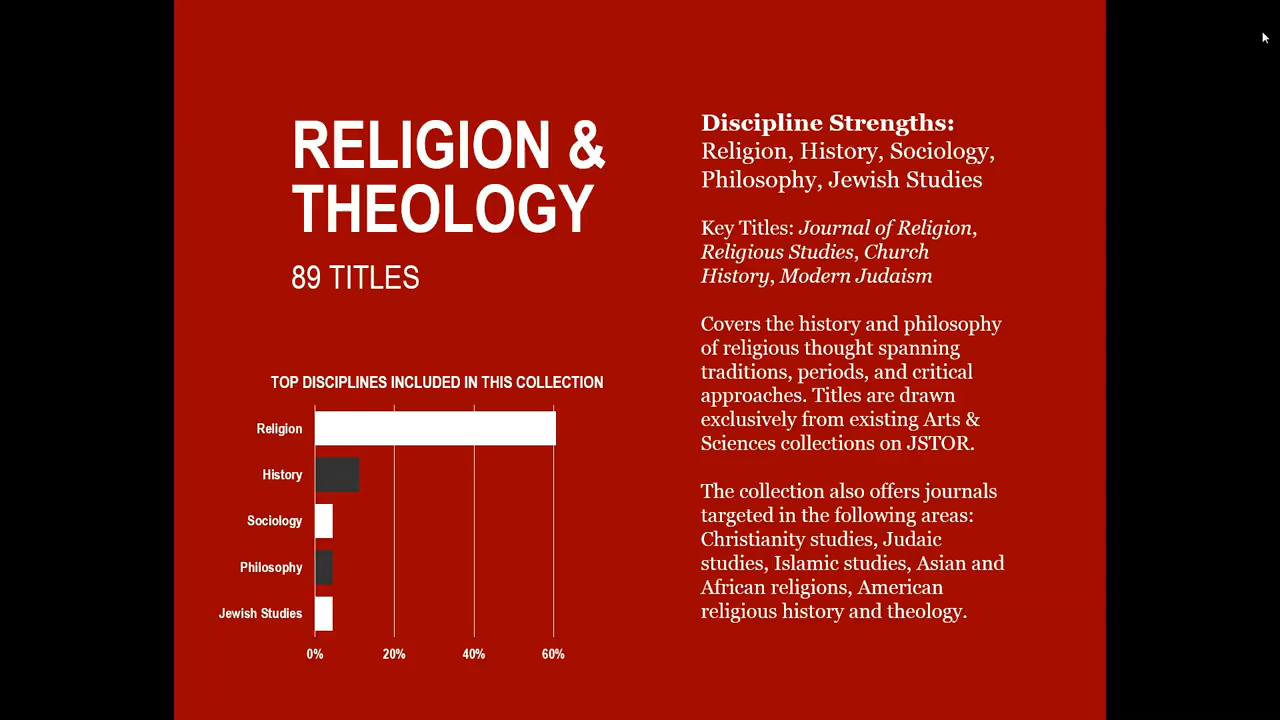 RELIGION &
THEOLOGY
89 TITLES
TOP DISCIPLINES INCLUDED IN THIS COLLECTION
Religion
History
Sociology
Philosophy
Jewish Studies
0% 20% 40% 60%
Discipline Strengths:
Religion, History, Sociology,
Philosophy, Jewish Studies
Key Titles: Journal of Religion,
Religious Studies, Church
History, Modern Judaism
Covers the history and philosophy
of religious thought spanning
traditions, periods, and critical
approaches. Titles are drawn
exclusively from existing Arts &
Sciences collections on JSTOR.
The collection also offers journals
targeted in the following areas:
Christianity studies, Judaic
studies, Islamic studies, Asian and
African religions, American
religious history and theology.